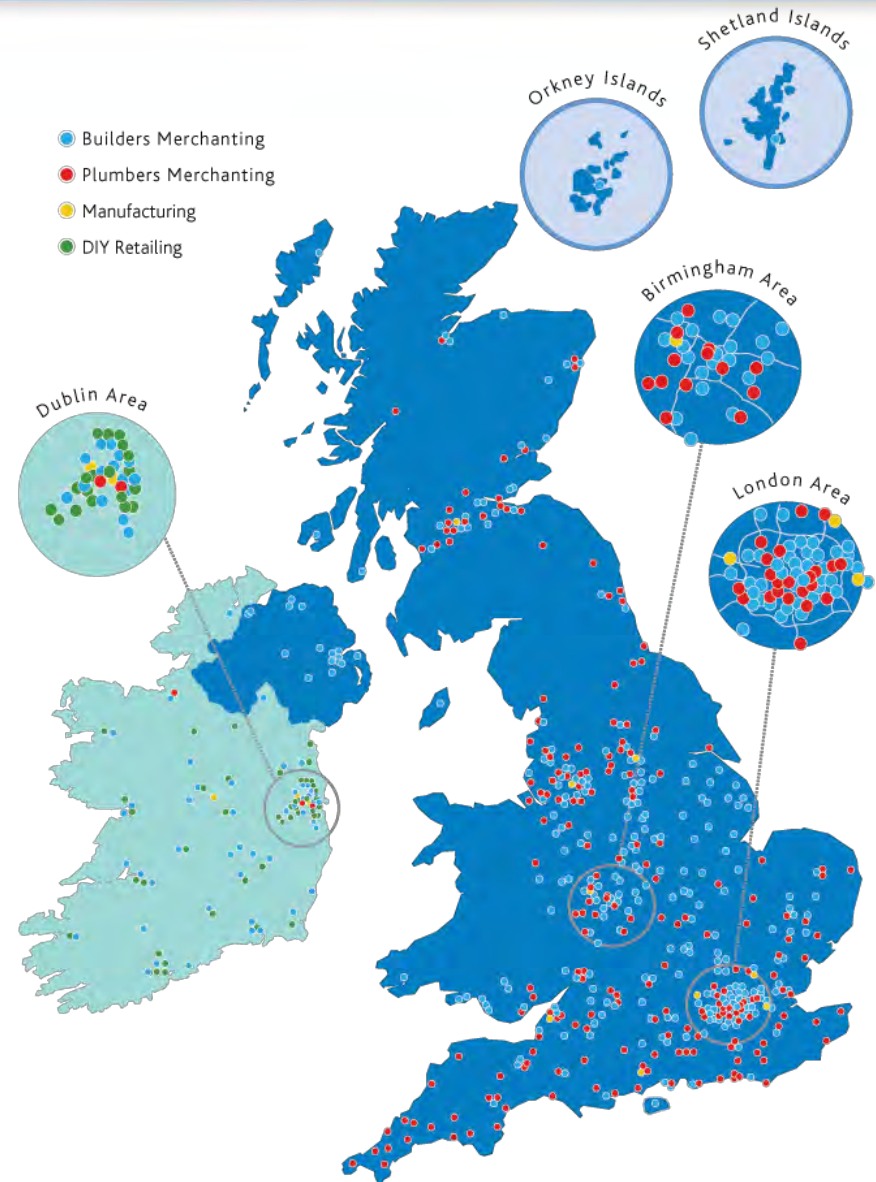 Shetland Islands
Orkney Islands
Builders Merchanting
Plumbers Merchanting
Manufacturing
DIY Retailing
Birmingham Area
Dublin Area
London Area